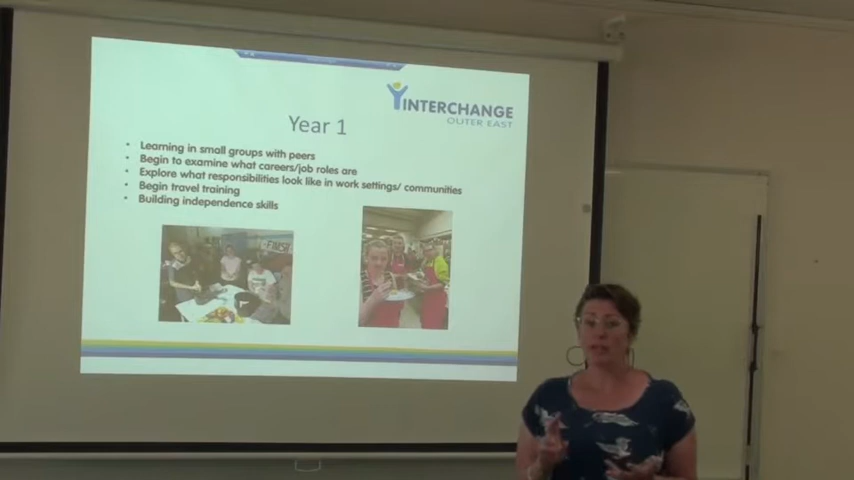 INTERCHANGE
OUTER EAST
Year 1
• Learning in small groups with peers
• Begin to examine what careers/job roles are
• Explore what responsibilities look like in work settings/ communities
• Begin travel training
• Building independence skills